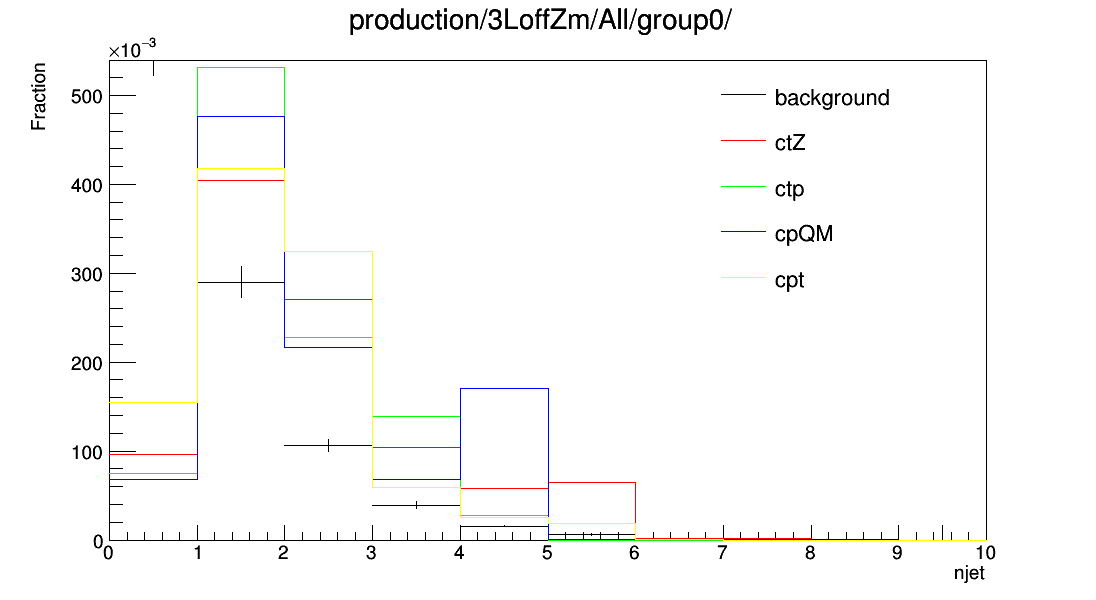 production/3LoffZm/All/group0/
×10⁻³
Fraction
500
400
300
200
100
0
0 1 2 3 4 5 6 7 8 9 10
njet
background
ctZ
ctp
cpQM
cpt